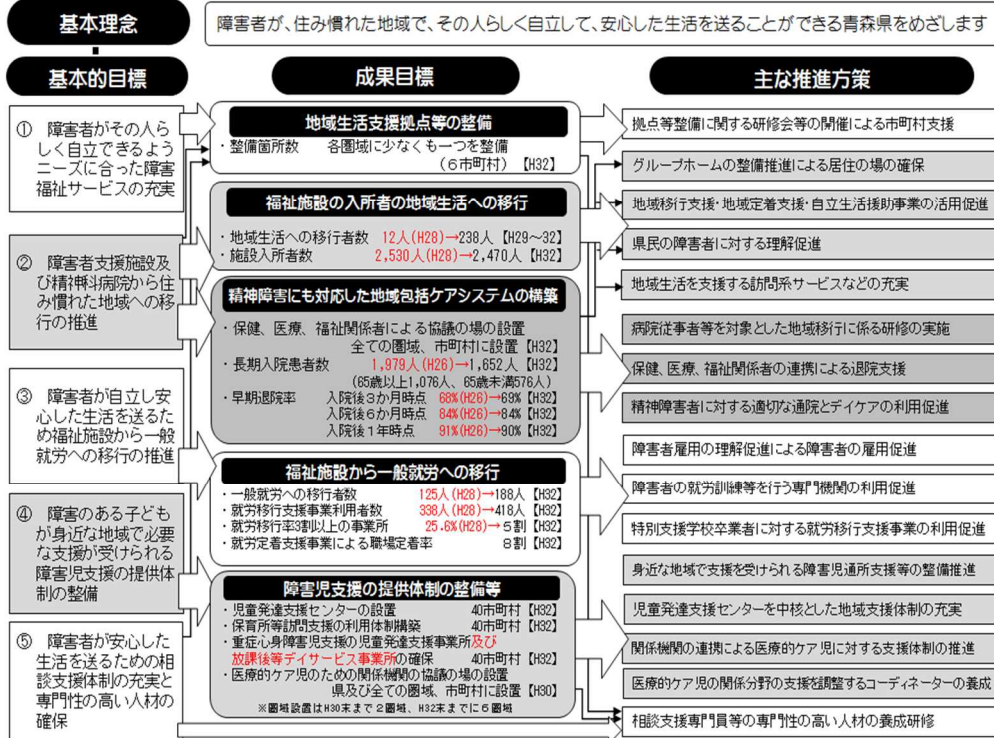 基本理念
障害者が、住み慣れた地域で、その人らしく自立して、安心した生活を送ることができる青森県をめざします
基本的目標
成果目標
主な推進方策
① 障害者がその人ら
しく自立できるよう
ニーズに合った障害
福祉サービスの充実
② 障害者支援施設及
び精神科病院から住
み慣れた地域への移
行の推進
③ 障害者が自立し安
心した生活を送るた
め福祉施設から一般
就労への移行の推進
④ 障害のある子ども
が身近な地域で必要
な支援が受けられる
障害児支援の提供体
制の整備
⑤ 障害者が安心した
生活を送るための相
談支援体制の充実と
専門性の高い人材の
確保
地域生活支援拠点等の整備
・整備箇所数 各圏域に少なくも一つを整備
(6市町村)【H32】
福祉施設の入所者の地域生活への移行
・地域生活への移行者数 12人(H28)→238人【H29～32】
・施設入所者数 2,530人(H28)→2,470人【H32】
精神障害にも対応した地域包括ケアシステムの構築
・保健、医療、福祉関係者による協議の場の設置
全ての圏域、市町村に設置【H32】
・長期入院患者数 1,979人(H26)→1,652人【H32】
(65歳以上1,076人、65歳未満576人)
・早期退院率 入院後3か月時点 68%(H26)→69%【H32】
入院後6か月時点 84%(H26)→84%【H32】
入院後1年時点 91%(H26)→90%【H32】
福祉施設から一般就労への移行
・一般就労への移行者数 125人(H28)→188人【H32】
・就労移行支援事業利用者数 338人(H28)→418人【H32】
・就労移行率3割以上の事業所 25.6%(H28)→5割【H32】
・就労定着支援事業による職場定着率 8割【H32】
障害児支援の提供体制の整備等
・児童発達支援センターの設置 40市町村【H32】
・保育所等訪問支援の利用体制構築 40市町村【H32】
・重症心身障害児支援の児童発達支援事業所及び
放課後等デイサービス事業所の確保 40市町村【H32】
・医療的ケア児のための関係機関の協議の場の設置
県及び全ての圏域、市町村に設置【H30】
※圏域設置はH30末まで2圏域、H32末までに6圏域
拠点等整備に関する研修会等の開催による市町村支援
グループホームの整備推進による居住の場の確保
地域移行支援・地域定着支援・自立生活援助事業の活用促進
県民の障害者に対する理解促進
地域生活を支援する訪問系サービスなどの充実
病院従事者等を対象とした地域移行に係る研修の実施
保健、医療、福祉関係者の連携による退院支援
精神障害者に対する適切な通院とデイケアの利用促進
障害者雇用の理解促進による障害者の雇用促進
障害者の就労訓練等を行う専門機関の利用促進
特別支援学校卒業者に対する就労移行支援事業の利用促進
身近な地域で支援を受けられる障害児通所支援等の整備推進
児童発達支援センターを中核とした地域支援体制の充実
関係機関の連携による医療的ケア児に対する支援体制の推進
医療的ケア児の関係分野の支援を調整するコーディネーターの養成
相談支援専門員等の専門性の高い人材の養成研修